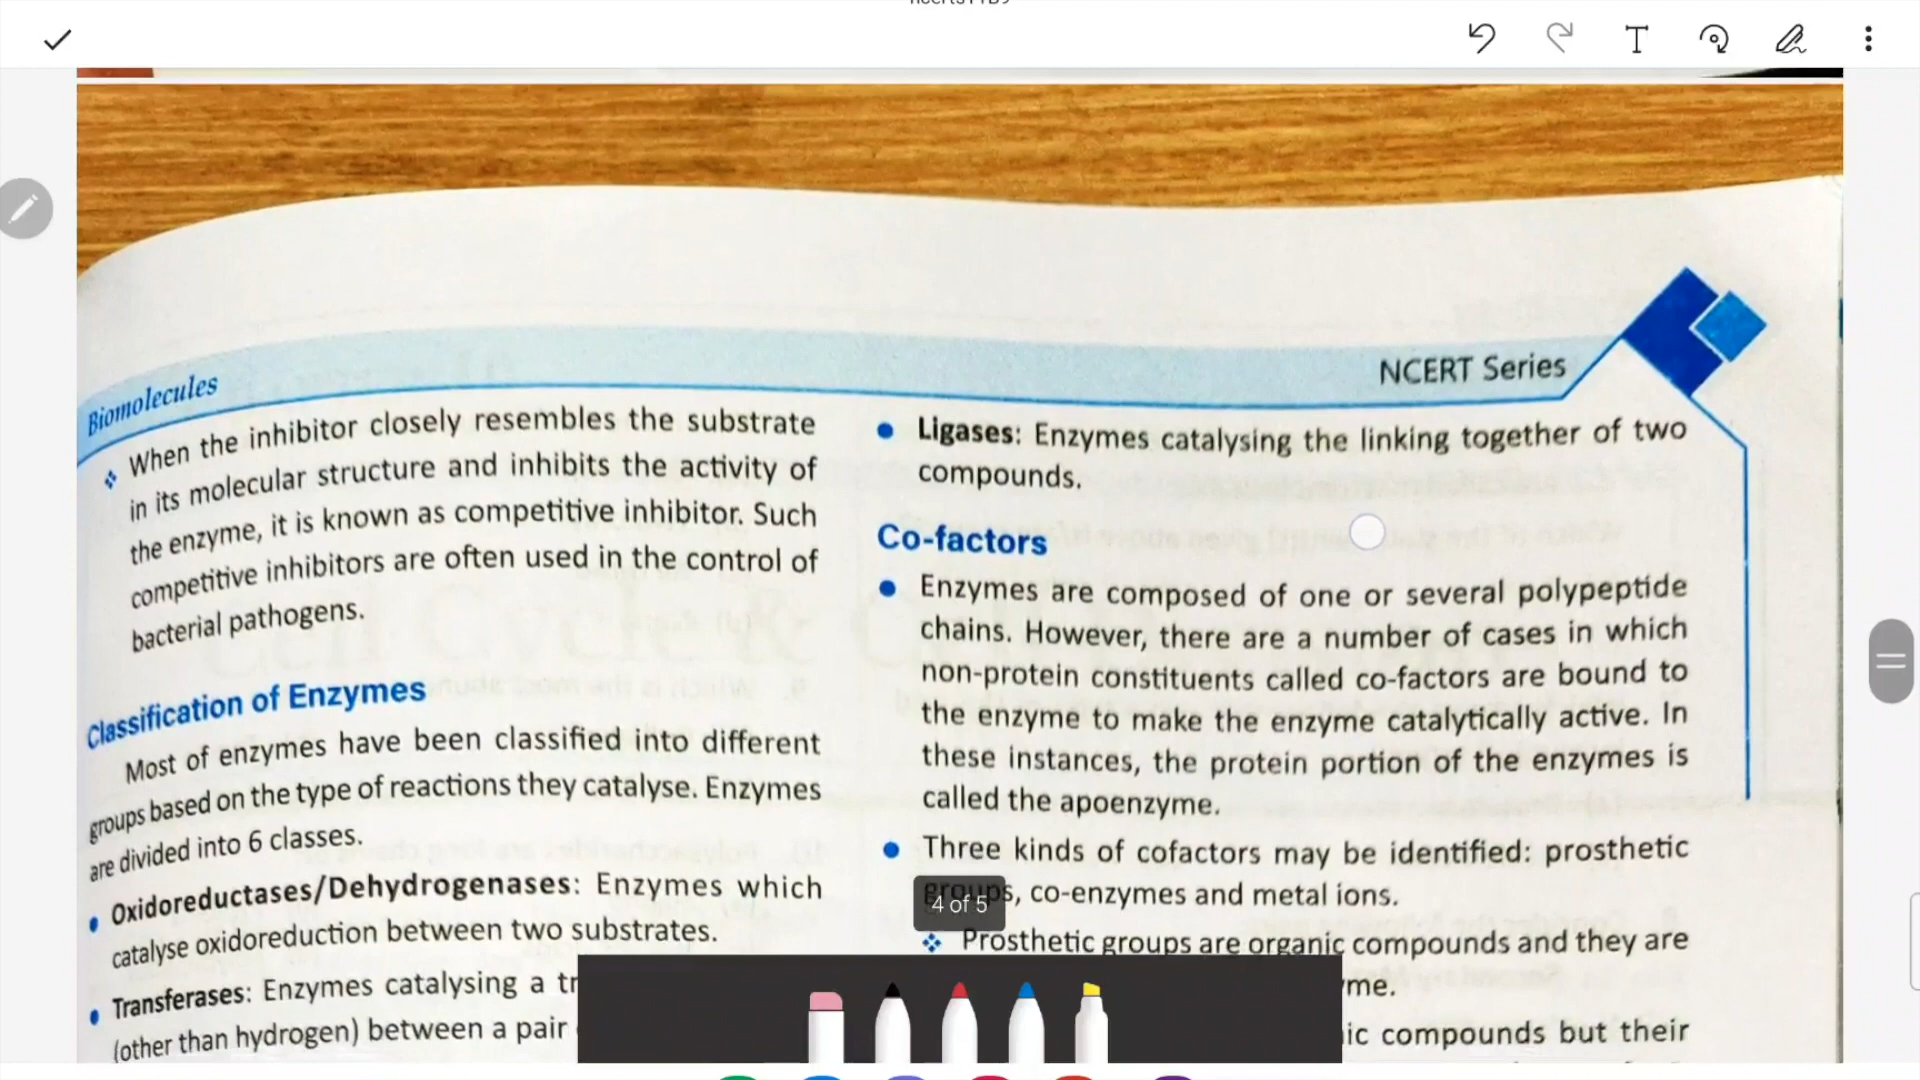 Biomolecules
NCERT Series
When the inhibitor closely resembles the substrate
in its molecular structure and inhibits the activity of
the enzyme, it is known as competitive inhibitor. Such
competitive inhibitors are often used in the control of
bacterial pathogens.
Classification of Enzymes
Most of enzymes have been classified into different
groups based on the type of reactions they catalyse. Enzymes
are divided into 6 classes.
Oxidoreductases/Dehydrogenases: Enzymes which
catalyse oxidoreduction between two substrates.
Transferases: Enzymes catalysing a
(other than hydrogen) between a pair
Ligases: Enzymes catalysing the linking together of two
compounds.
Co-factors
Enzymes are composed of one or several polypeptide
chains. However, there are a number of cases in which
non-protein constituents called co-factors are bound to
the enzyme to make the enzyme catalytically active. In
these instances, the protein portion of the enzymes is
called the apoenzyme.
Three kinds of cofactors may be identified: prosthetic
groups, co-enzymes and metal ions.
4 of 5
Prosthetic groups are organic compounds and they are
compounds but their